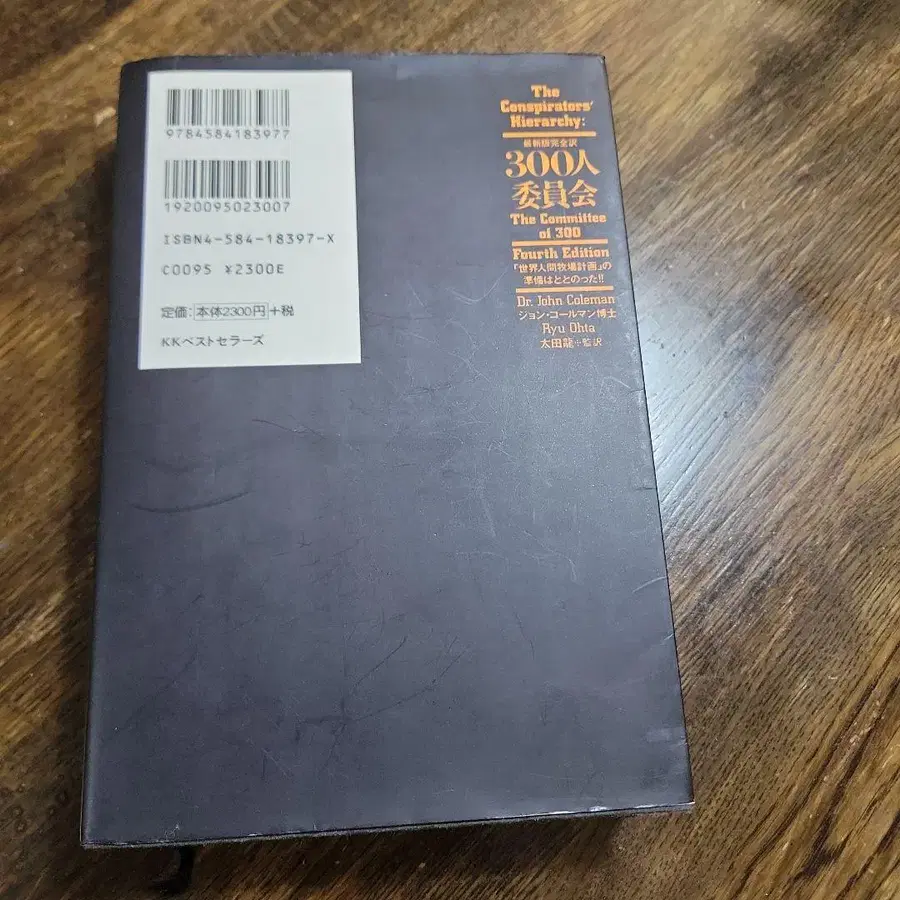 9784584183977
1920095023007
ISBN4-584-18397-X
C0095 ¥2300E
定価：本体2300円+税
KKベストセラーズ
The
Conspirators'
Hierarchy:
最新版完全訳
300人
委員会
The Committee
of 300
Fourth Edition
「世界人間牧場計画」の
準備はととのった!!
Dr. John Coleman
ジョン・コールマン博士
Ryu Ohta
太田龍＋監訳